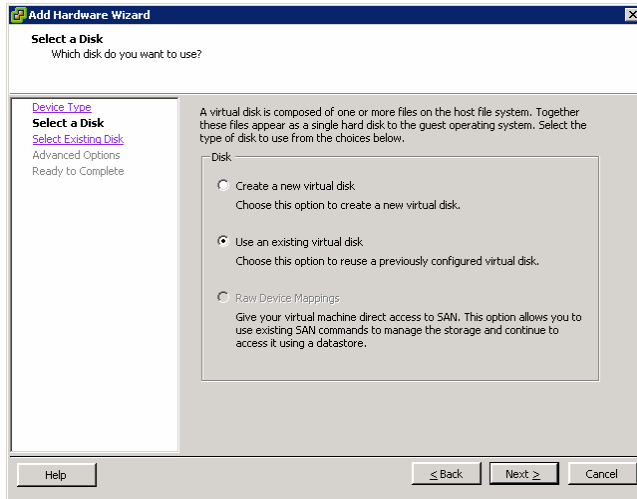 Add Hardware Wizard
Select a Disk
Which disk do you want to use?
Device Type
Select a Disk
Select Existing Disk
Advanced Options
Ready to Complete
A virtual disk is composed of one or more files on the host file system. Together
these files appear as a single hard disk to the guest operating system. Select the
type of disk to use from the choices below.
Disk
Create a new virtual disk
Choose this option to create a new virtual disk.
Use an existing virtual disk
Choose this option to reuse a previously configured virtual disk.
Raw Device Mappings
Give your virtual machine direct access to SAN. This option allows you to
use existing SAN commands to manage the storage and continue to
access it using a datastore.
Help
< Back
Next >
Cancel